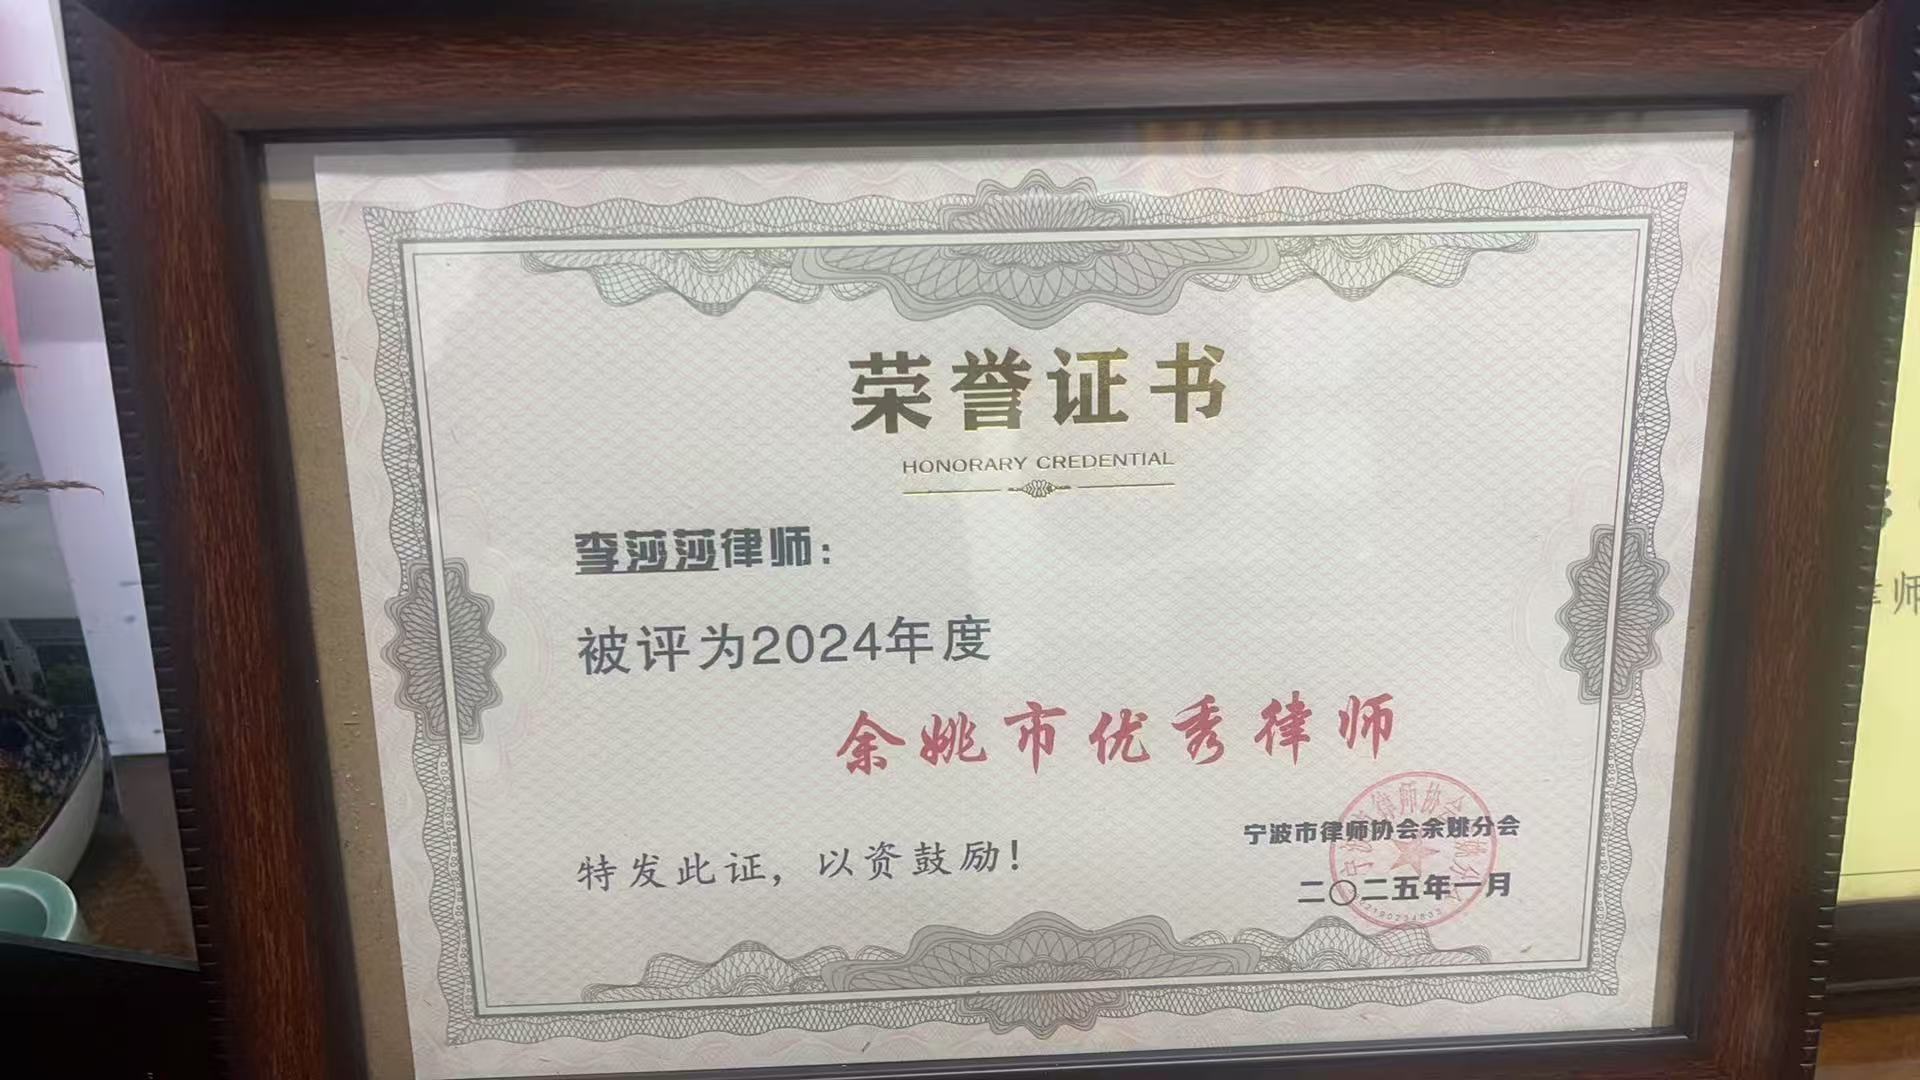 荣誉证书
HONORARY CREDENTIAL
李莎莎律师：
被评为2024年度
余姚市优秀律师
宁波市律师协会余姚分会
特发此证，以资鼓励！
二〇二五年一月
师